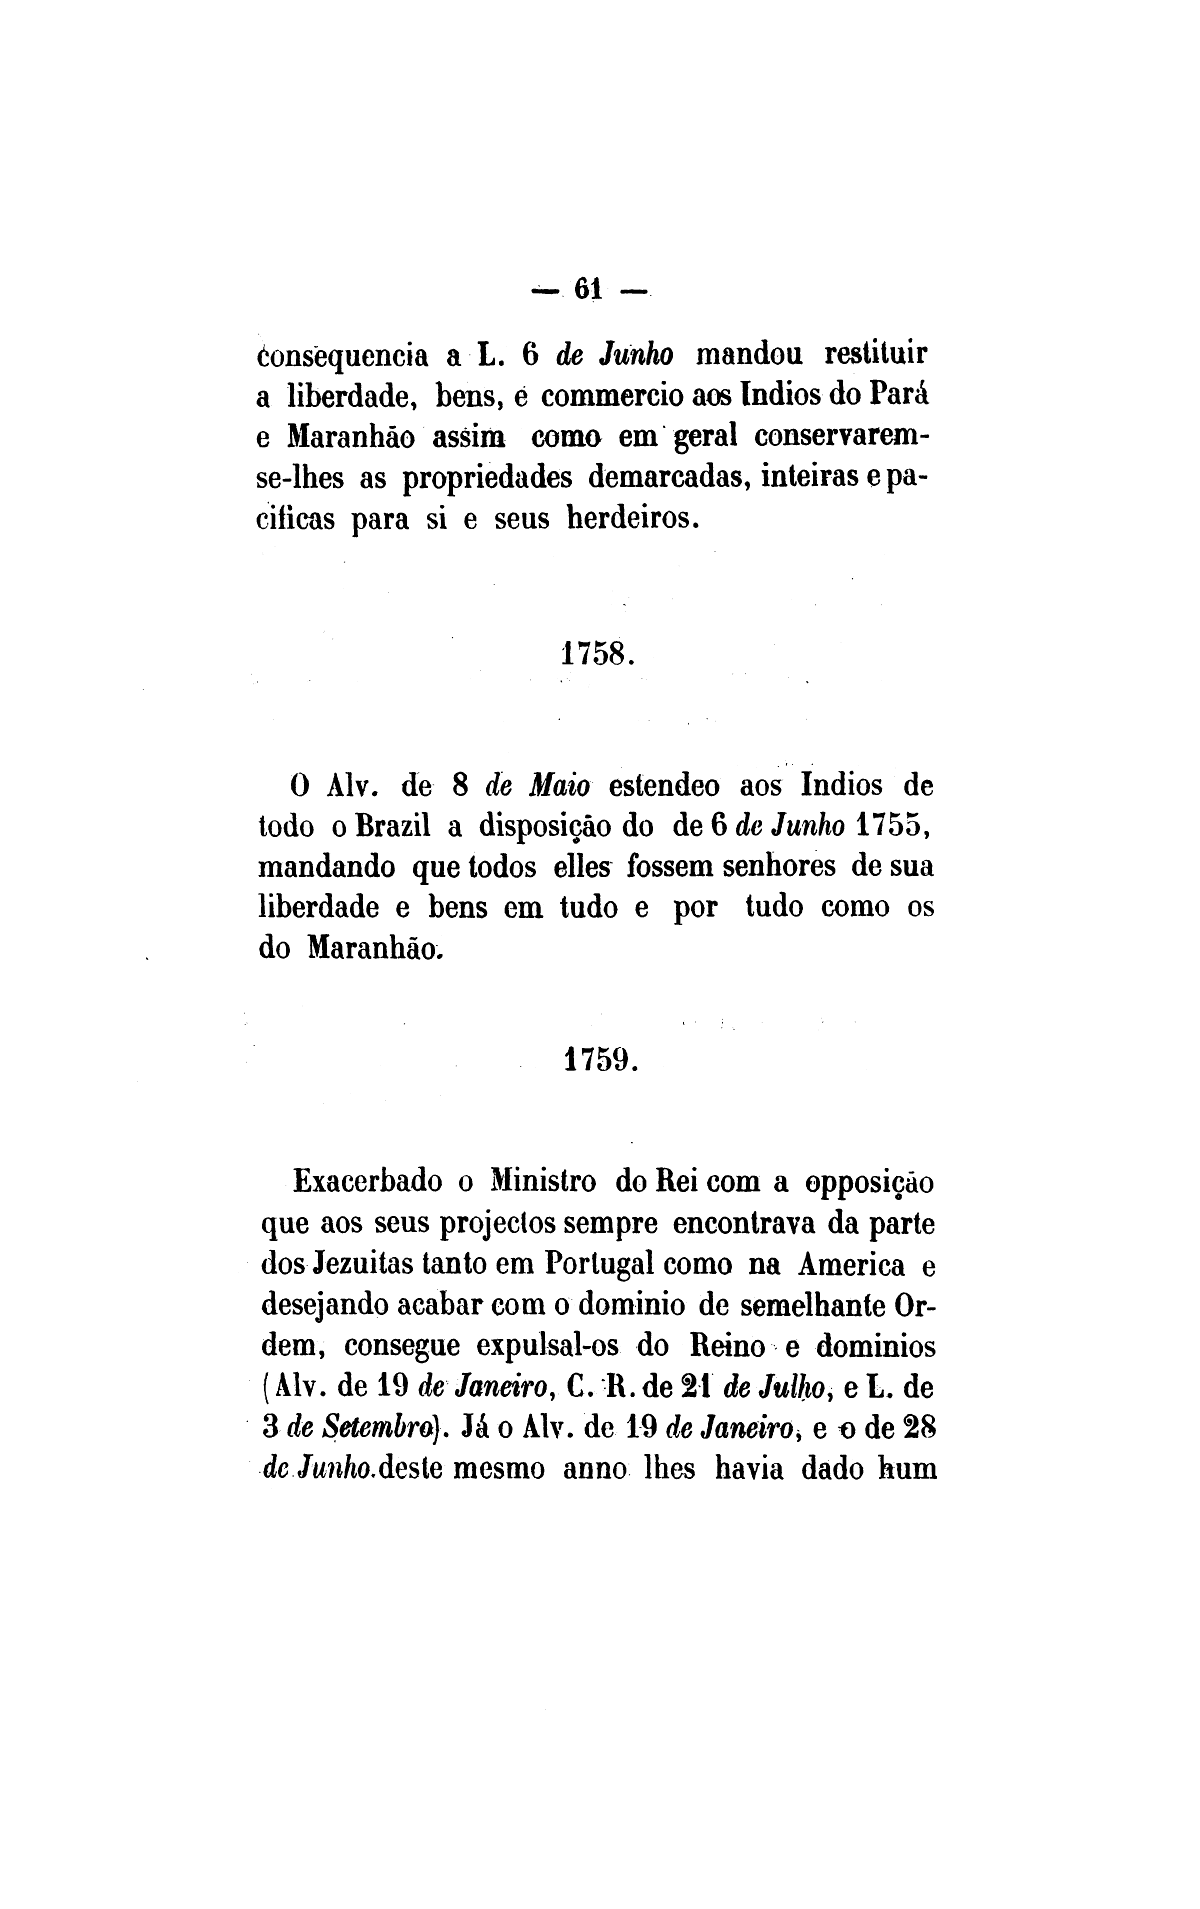 — 61 —
consequencia a L. 6 de Junho mandou restituir
a liberdade, bens, e commercio aos Indios do Pará
e Maranhão assim como em geral conservarem-
se-lhes as propriedades demarcadas, inteiras e pa-
cificas para si e seus herdeiros.
1758.
O Alv. de 8 de Maio estendeo aos Indios de
todo o Brazil a disposição do de 6 de Junho 1755,
mandando que todos elles fossem senhores de sua
liberdade e bens em tudo e por tudo como os
do Maranhão.
1759.
Exacerbado o Ministro do Rei com a opposição
que aos seus projectos sempre encontrava da parte
dos Jezuitas tanto em Portugal como na America e
desejando acabar com o dominio de semelhante Or-
dem, consegue expulsal-os do Reino e dominios
(Alv. de 19 de Janeiro, C. R. de 21 de Julho, e L. de
3 de Setembro). Já o Alv. de 19 de Janeiro, e o de 28
de Junho deste mesmo anno lhes havia dado hum